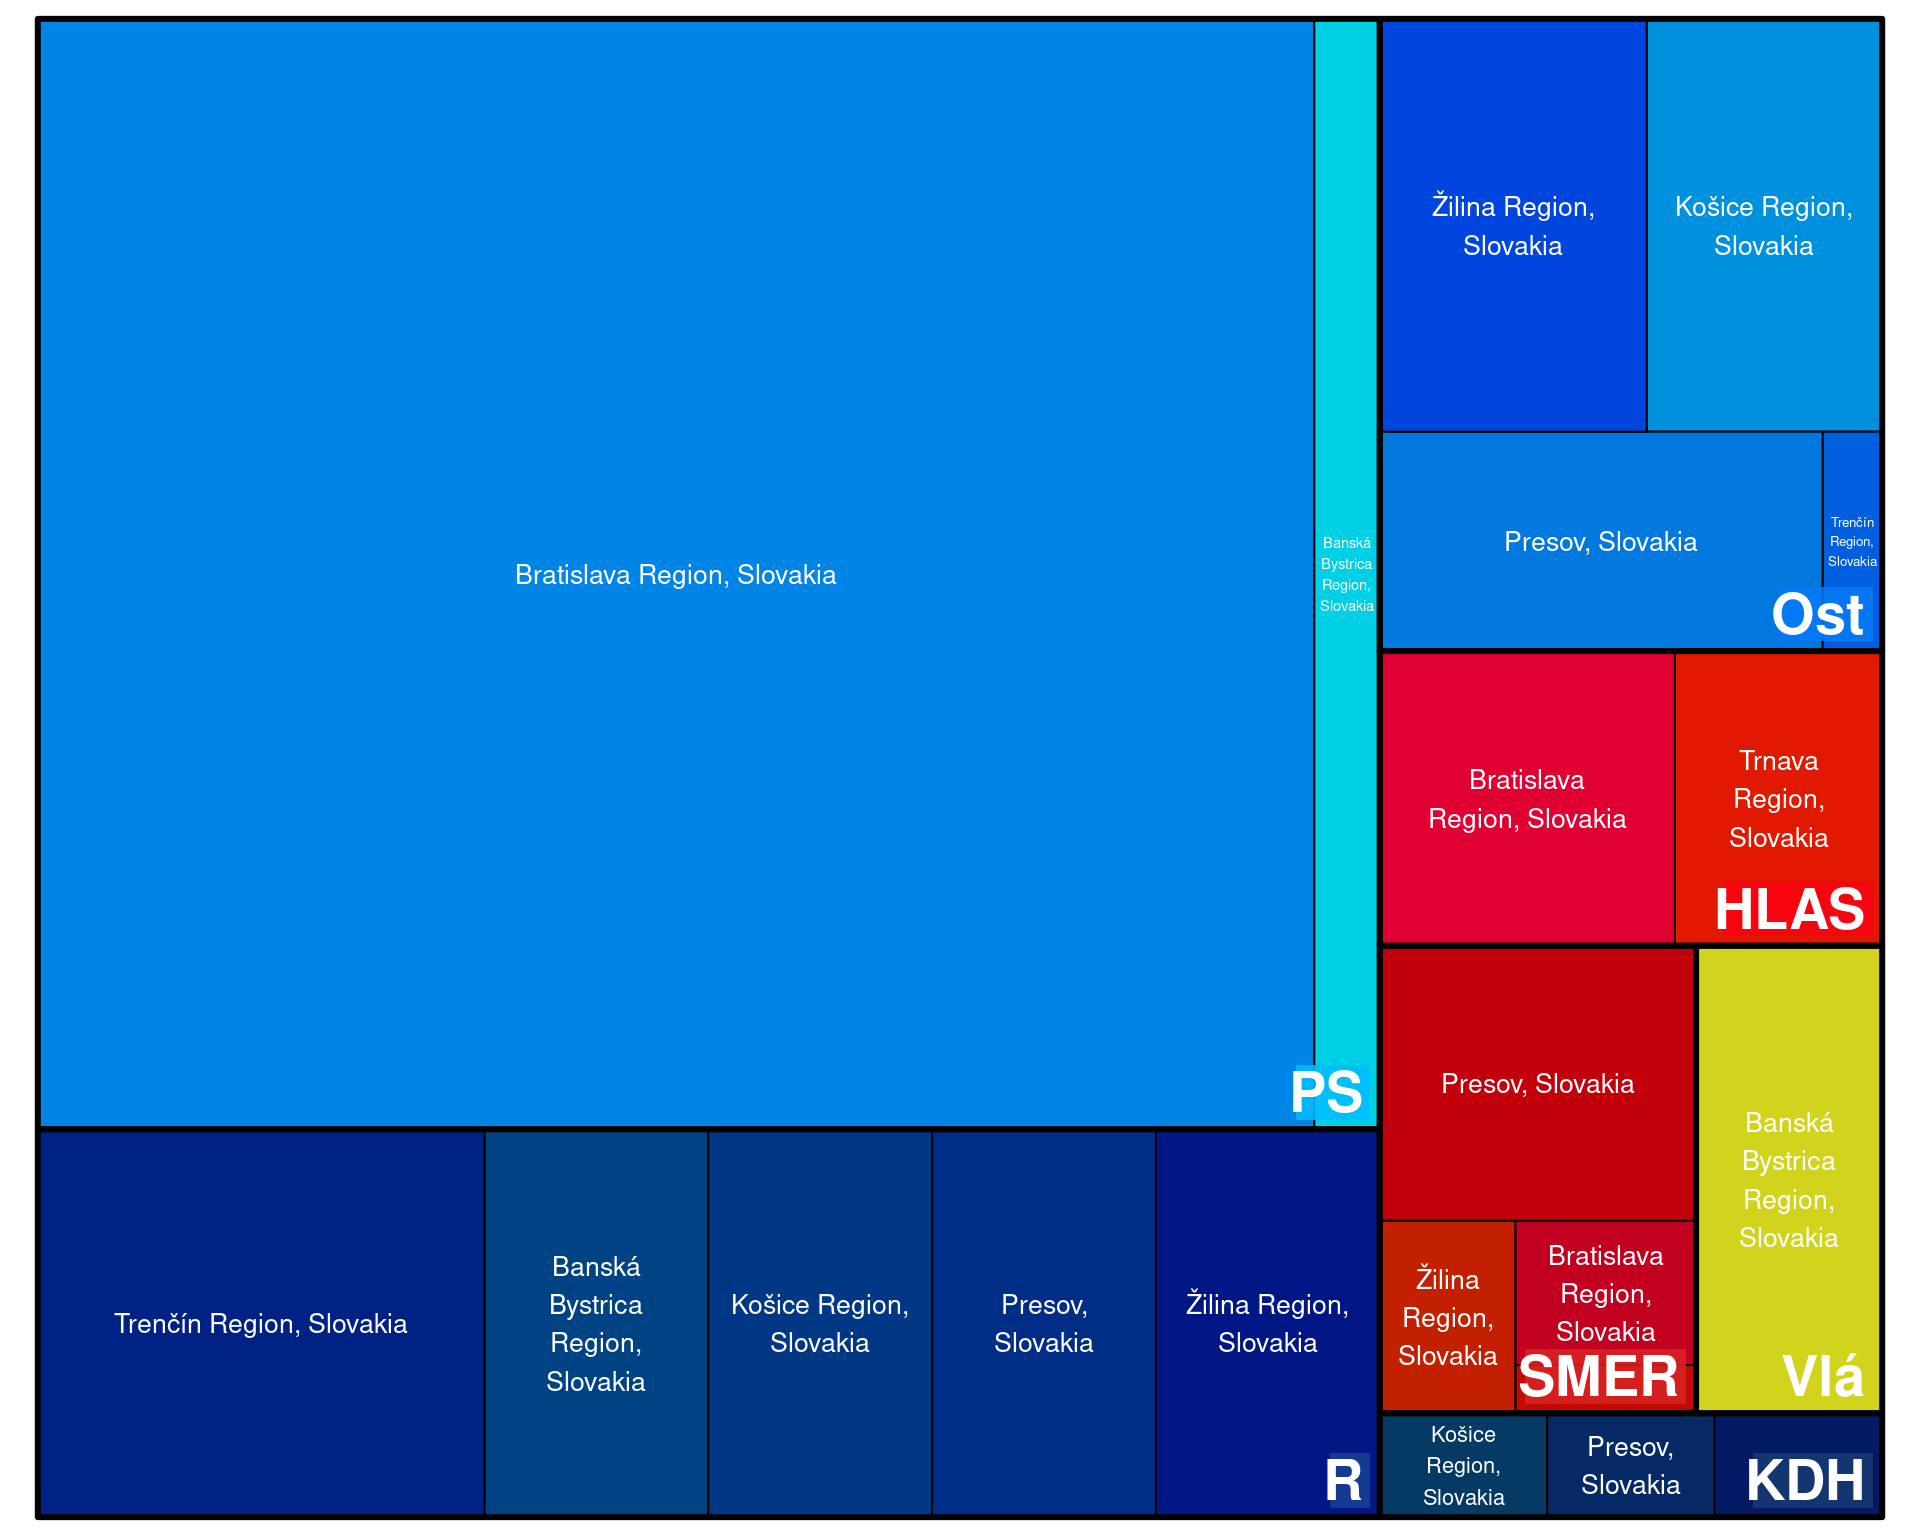 Bratislava Region, Slovakia
Banská
Bystrica
Region,
Slovakia
PS
Trenčín Region, Slovakia
Banská
Bystrica
Region,
Slovakia
Košice Region,
Slovakia
Presov,
Slovakia
Žilina Region,
Slovakia
R
Žilina Region,
Slovakia
Košice Region,
Slovakia
Presov, Slovakia
Trenčín
Region,
Slovakia
Ost
Bratislava
Region, Slovakia
Trnava
Region,
Slovakia
HLAS
Presov, Slovakia
Žilina
Region,
Slovakia
Bratislava
Region,
Slovakia
SMER
Banská
Bystrica
Region,
Slovakia
Vlá
Košice
Region,
Slovakia
Presov,
Slovakia
KDH